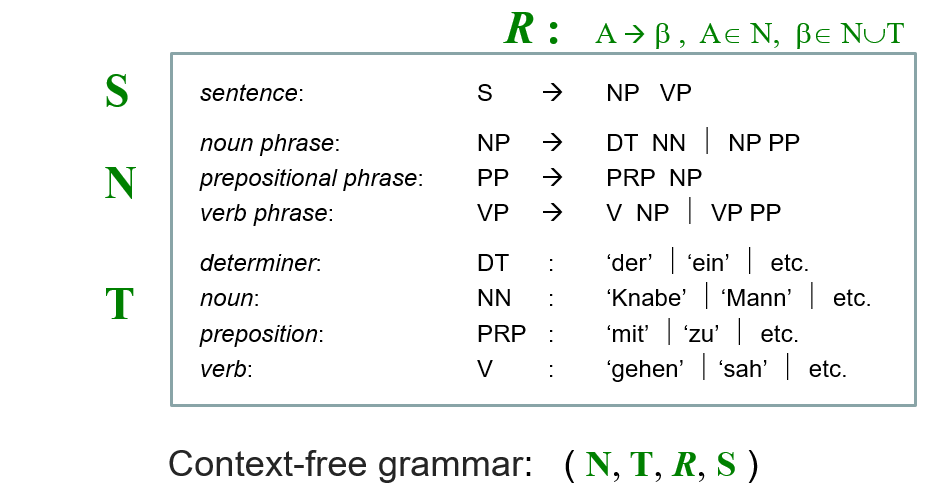 R : A → β , A∈ N, β∈ N∪T
S
sentence: S → NP VP
noun phrase: NP → DT NN | NP PP
N
prepositional phrase: PP → PRP NP
verb phrase: VP → V NP | VP PP
determiner: DT : ‘der’ | ‘ein’ | etc.
T
noun: NN : ‘Knabe’ | ‘Mann’ | etc.
preposition: PRP : ‘mit’ | ‘zu’ | etc.
verb: V : ‘gehen’ | ‘sah’ | etc.
Context-free grammar: ( N, T, R, S )